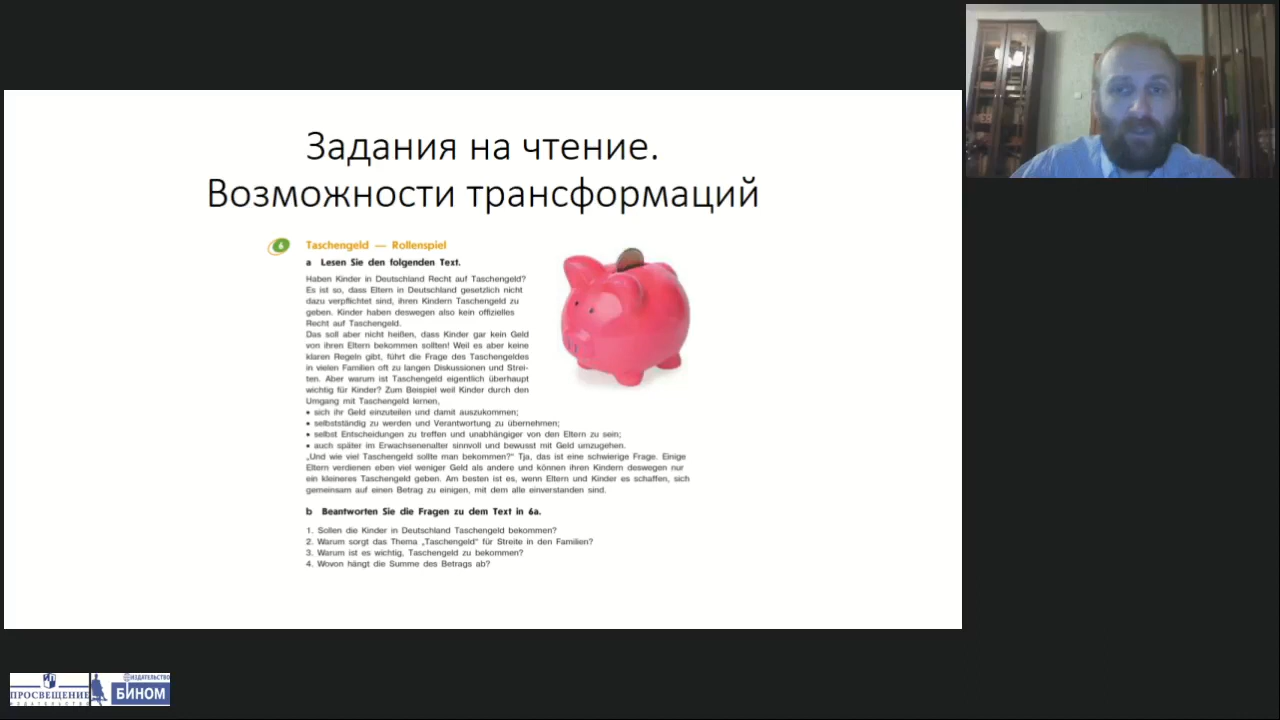 Задания на чтение.
Возможности трансформаций
6 Taschengeld — Rollenspiel
a Lesen Sie den folgenden Text.
Haben Kinder in Deutschland Recht auf Taschengeld?
Es ist so, dass Eltern in Deutschland gesetzlich nicht
dazu verpflichtet sind, ihren Kindern Taschengeld zu
geben. Kinder haben deswegen also kein offizielles
Recht auf Taschengeld.
Das soll aber nicht heißen, dass Kinder gar kein Geld
von ihren Eltern bekommen sollten! Weil es aber keine
klaren Regeln gibt, führt die Frage des Taschengeldes
in vielen Familien oft zu langen Diskussionen und Strei-
ten. Aber warum ist Taschengeld eigentlich überhaupt
wichtig für Kinder? Zum Beispiel weil Kinder durch den
Umgang mit Taschengeld lernen,
• sich ihr Geld einzuteilen und damit auszukommen;
• selbstständig zu werden und Verantwortung zu übernehmen;
• selbst Entscheidungen zu treffen und unabhängiger von den Eltern zu sein;
• auch später im Erwachsenenalter sinnvoll und bewusst mit Geld umzugehen.
„Und wie viel Taschengeld sollte man bekommen?“ Tja, das ist eine schwierige Frage. Einige
Eltern verdienen eben viel weniger Geld als andere und können ihren Kindern deswegen nur
ein kleineres Taschengeld geben. Am besten ist es, wenn Eltern und Kinder es schaffen, sich
gemeinsam auf einen Betrag zu einigen, mit dem alle einverstanden sind.
b Beantworten Sie die Fragen zu dem Text in 6a.
1. Sollen die Kinder in Deutschland Taschengeld bekommen?
2. Warum sorgt das Thema „Taschengeld“ für Streite in den Familien?
3. Warum ist es wichtig, Taschengeld zu bekommen?
4. Wovon hängt die Summe des Betrags ab?
ПРОСВЕЩЕНИЕ
ИЗДАТЕЛЬСТВО
ИЗДАТЕЛЬСТВО
БИНОМ